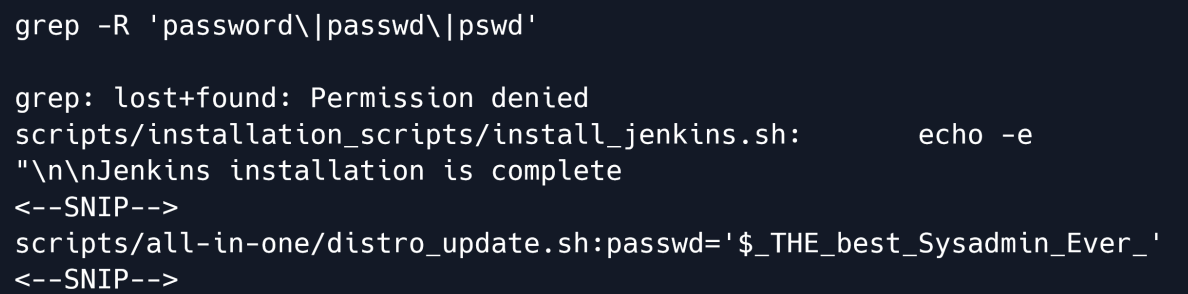 grep -R 'password\|passwd\|pswd'
grep: lost+found: Permission denied
scripts/installation_scripts/install_jenkins.sh:       echo -e
"\n\nJenkins installation is complete
<--SNIP-->
scripts/all-in-one/distro_update.sh:passwd='$_THE_best_Sysadmin_Ever_'
<--SNIP-->